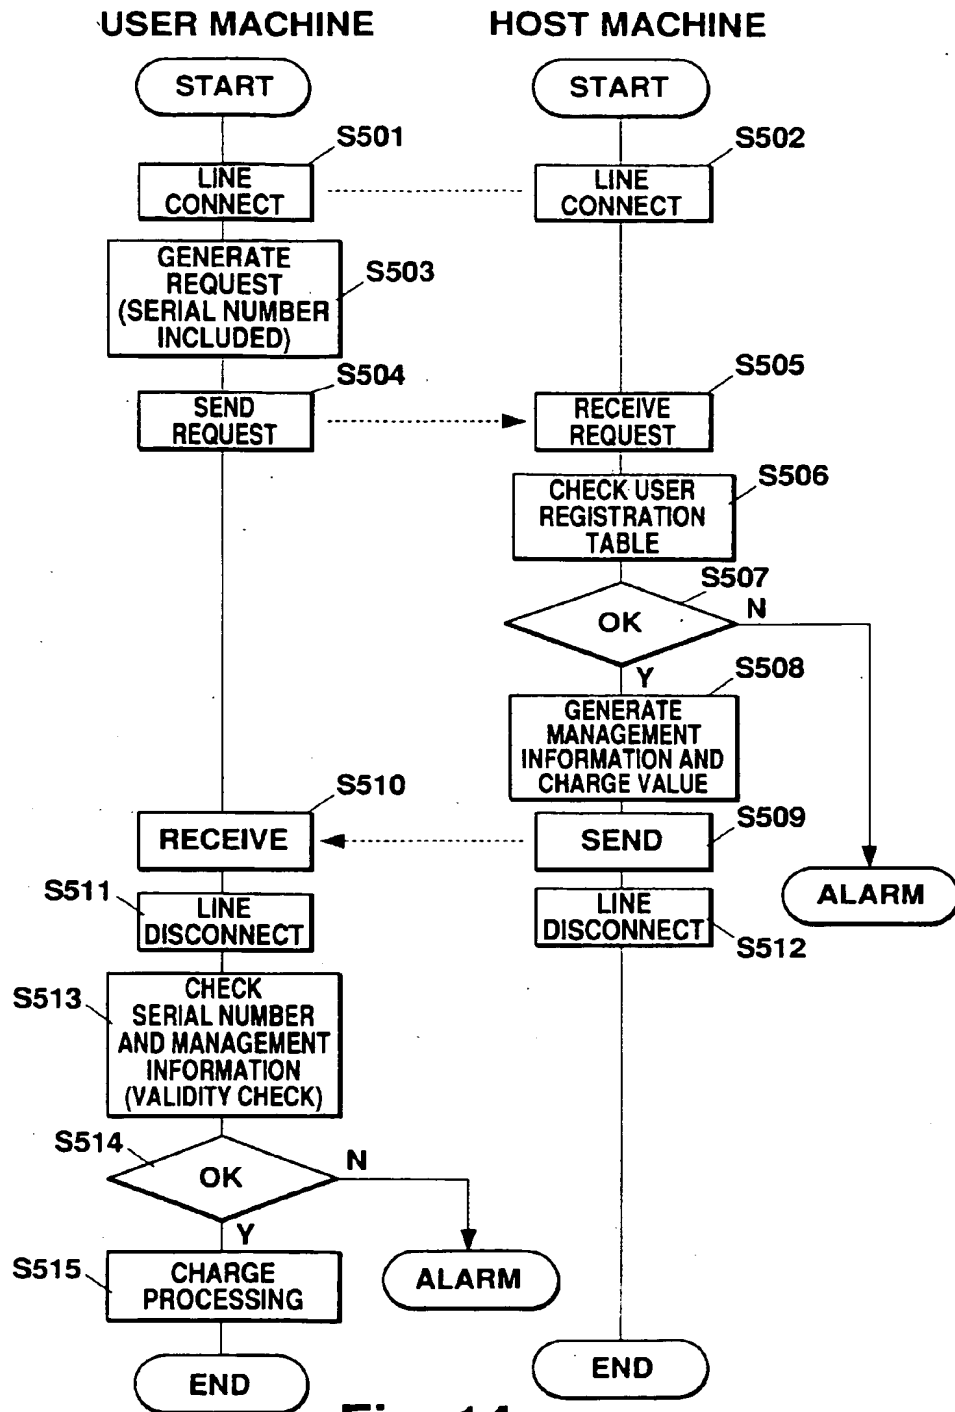 USER MACHINE
HOST MACHINE
START
START
S501
S502
LINE
CONNECT
LINE
CONNECT
GENERATE
REQUEST
(SERIAL NUMBER
INCLUDED)
S503
S504
S505
SEND
REQUEST
RECEIVE
REQUEST
S506
CHECK USER
REGISTRATION
TABLE
S507
OK
N
Y
S508
GENERATE
MANAGEMENT
INFORMATION AND
CHARGE VALUE
S510
S509
RECEIVE
SEND
ALARM
S511
LINE
DISCONNECT
LINE
DISCONNECT
S512
S513
CHECK
SERIAL NUMBER
AND MANAGEMENT
INFORMATION
(VALIDITY CHECK)
S514
OK
N
Y
S515
CHARGE
PROCESSING
ALARM
END
END